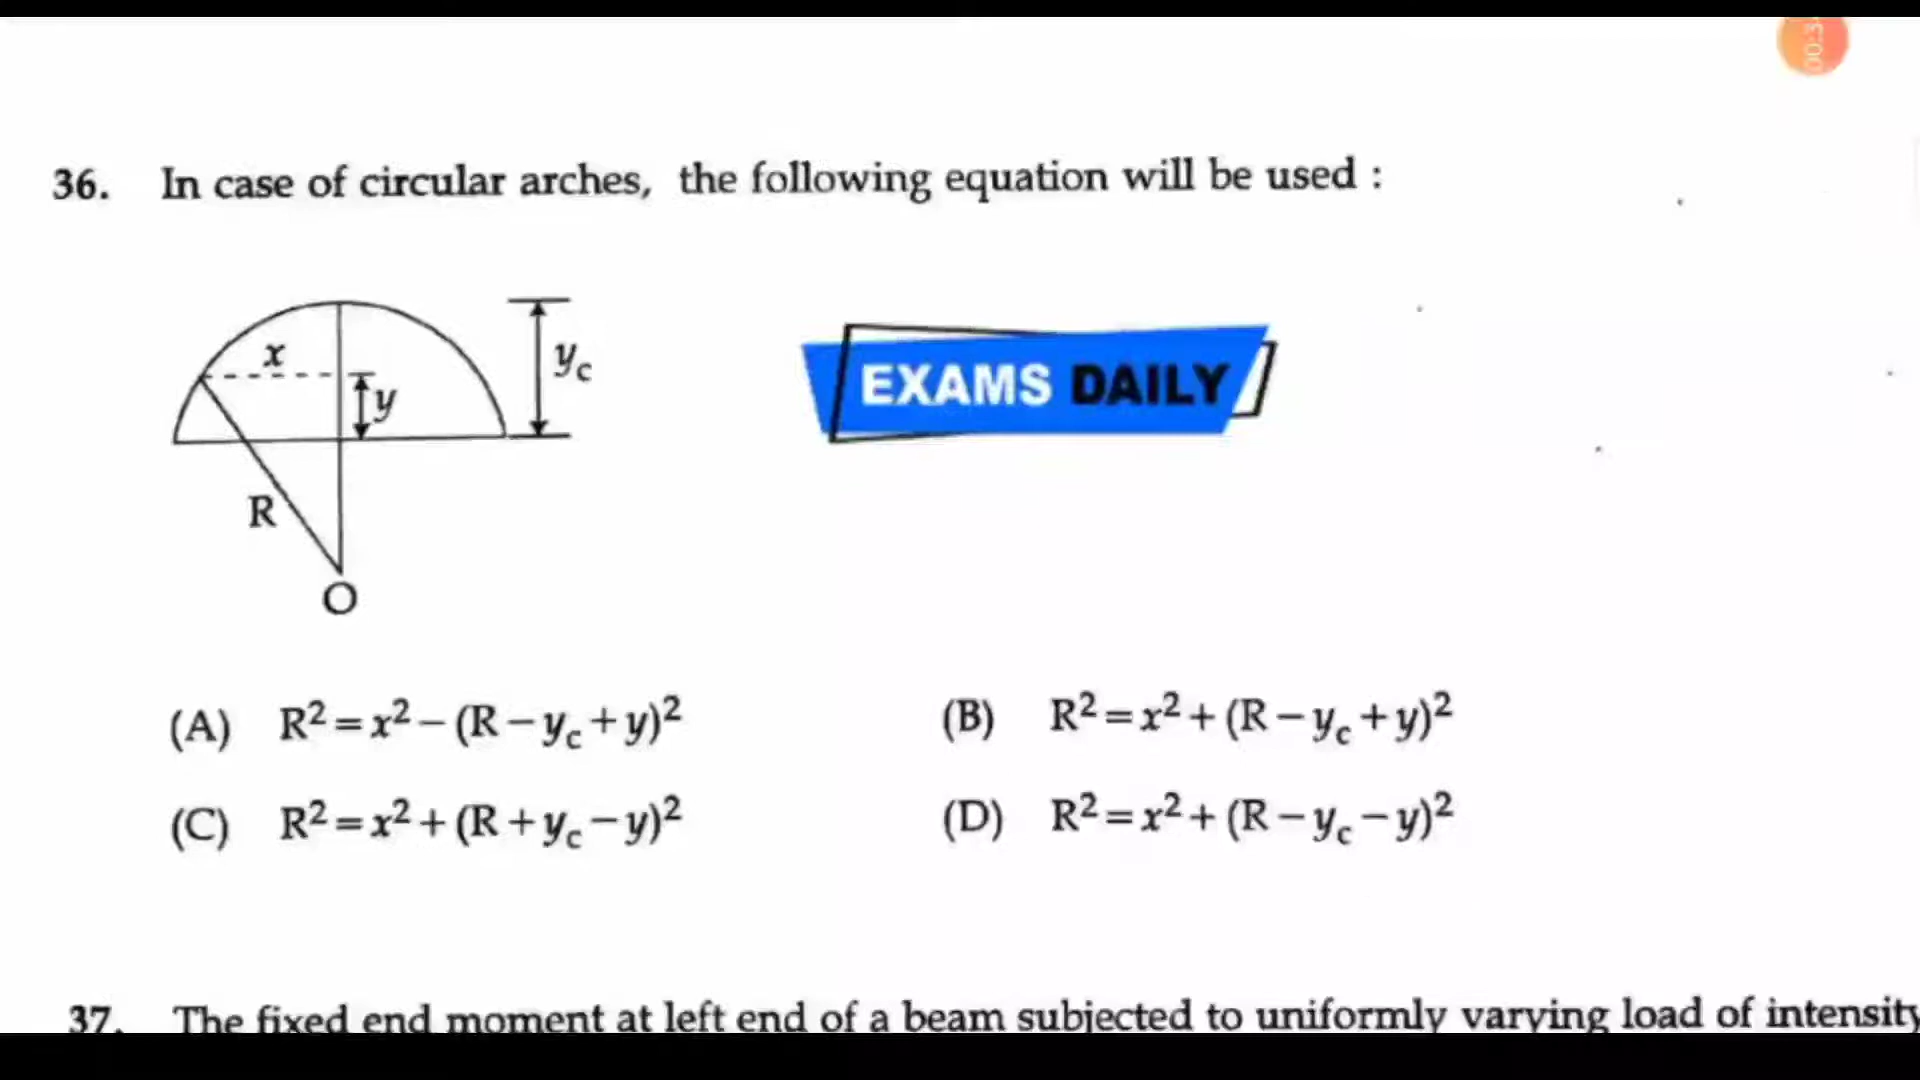 00:3
36. In case of circular arches, the following equation will be used :
x
y
y_c
EXAMS DAILY
R
O
(A) R²=x²−(R−y_c+y)² (B) R²=x²+(R−y_c+y)²
(C) R²=x²+(R+y_c−y)² (D) R²=x²+(R−y_c−y)²
37. The fixed end moment at left end of a beam subjected to uniformly varying load of intensity